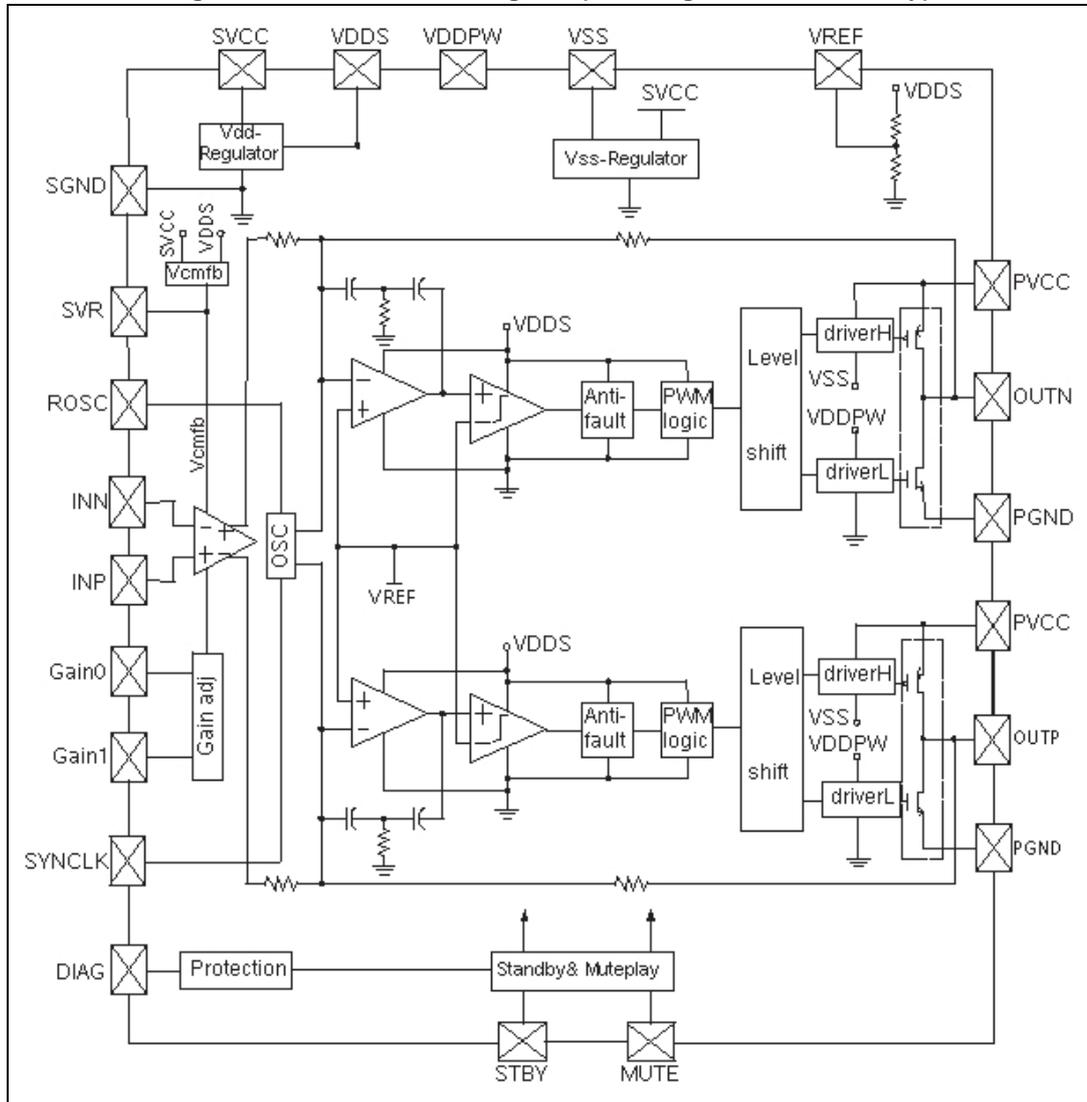 SVCC VDDS VDDPW VSS VREF
SVCC
VDDS
Vdd-
Regulator
Vss-Regulator
SGND
SVCC
VDDS
Vcmfb
SVR
PVCC
VDDS
driverH
Level
shift
VSS
ROSC
Anti-
fault
PWM
logic
OUTN
VDDPW
Vcmfb
driverL
INN
PGND
OSC
INP
VREF
PVCC
VDDS
Gain0
Level
shift
driverH
Gain adj
Anti-
fault
PWM
logic
VSS
VDDPW
OUTP
Gain1
driverL
SYNCLK
PGND
DIAG
Protection
Standby& Muteplay
STBY MUTE